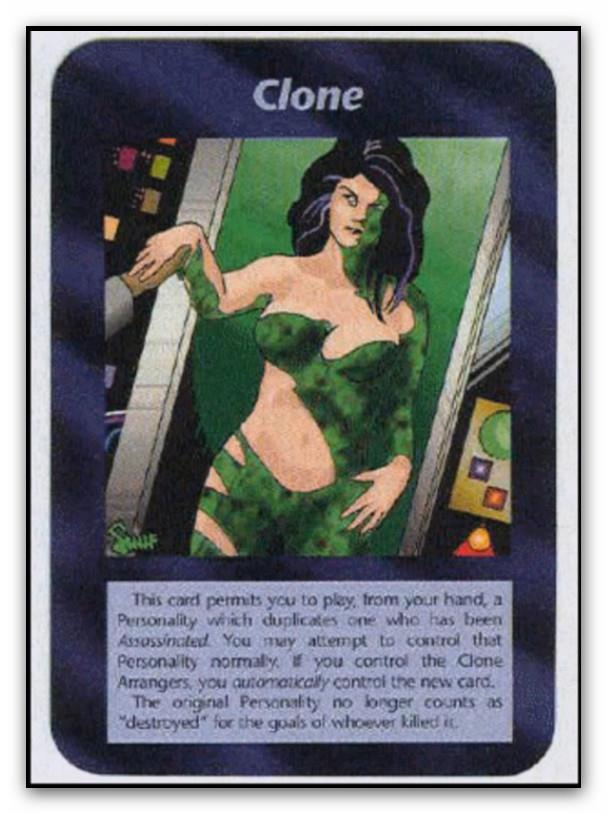 Clone
This card permits you to play, from your hand, a
Personality which duplicates one who has been
Assassinated. You may attempt to control that
Personality normally. If you control the Clone
Arrangers, you automatically control the new card.
The original Personality no longer counts as
"destroyed" for the goals of whoever killed it.